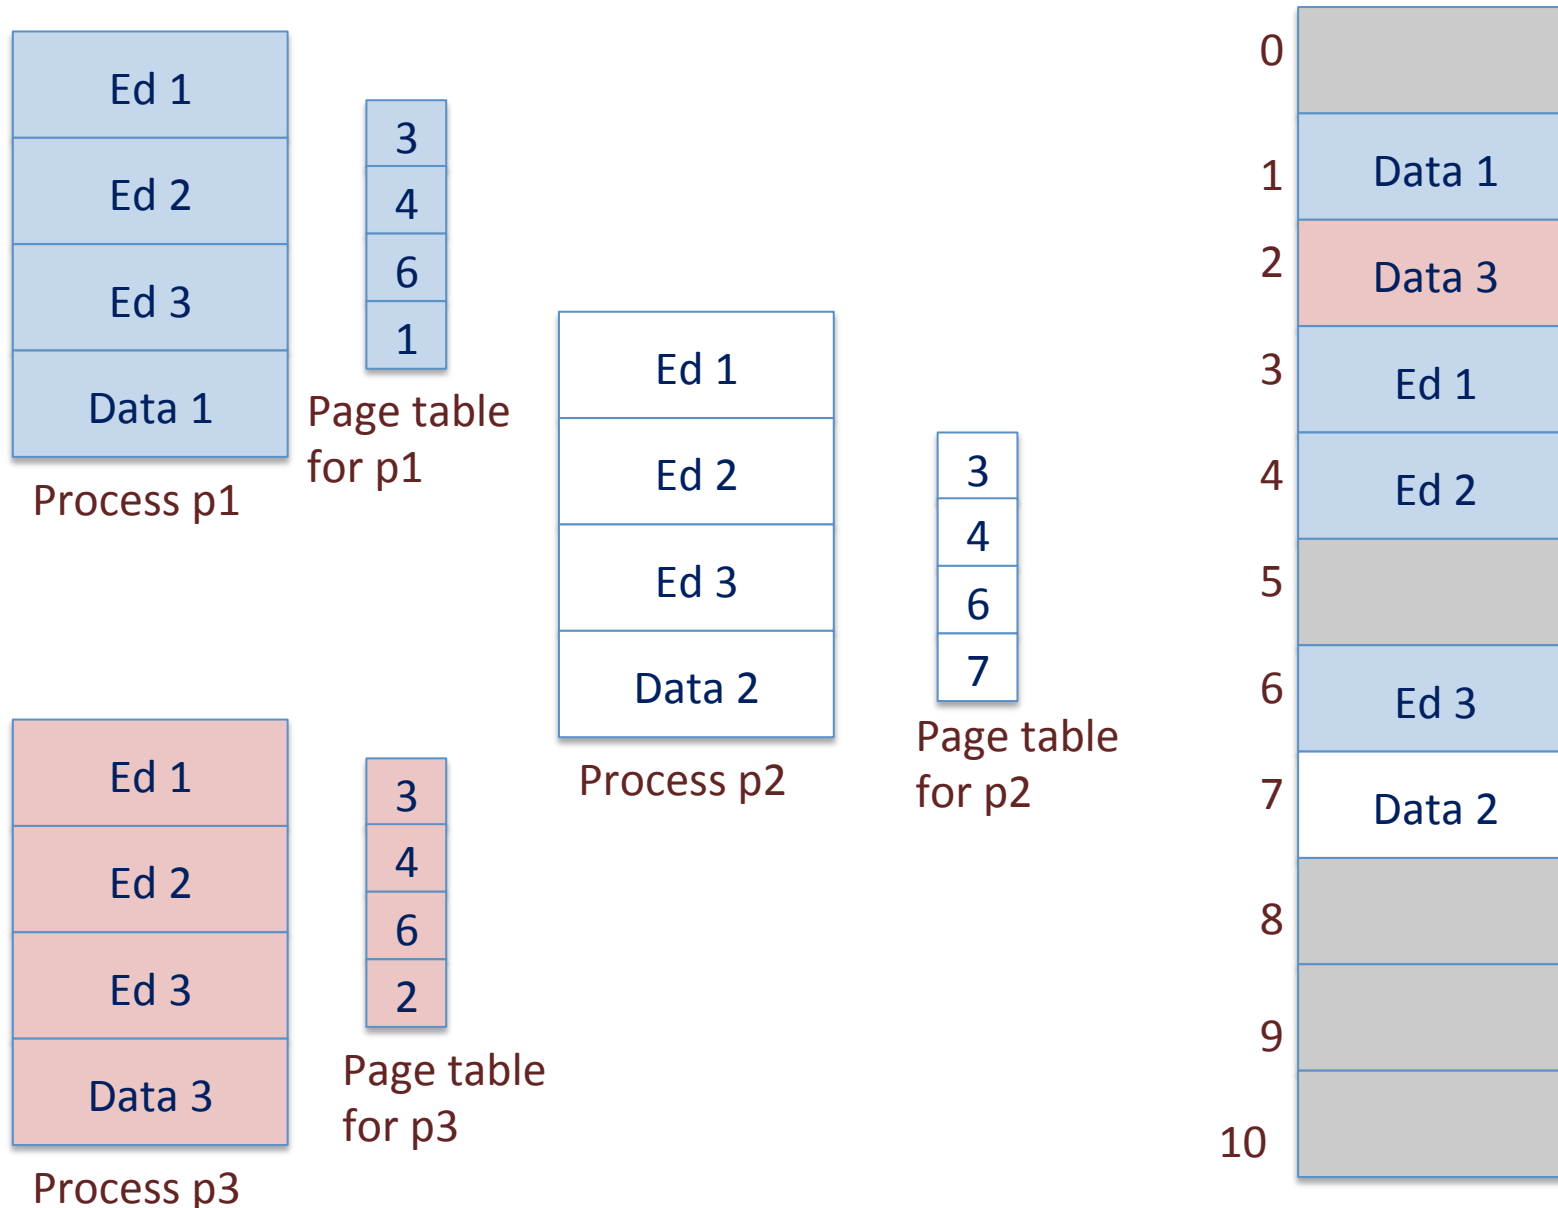 Ed 1
Ed 2
Ed 3
Data 1
Process p1
3
4
6
1
Page table
for p1
Ed 1
Ed 2
Ed 3
Data 2
Process p2
3
4
6
7
Page table
for p2
Ed 1
Ed 2
Ed 3
Data 3
Process p3
3
4
6
2
Page table
for p3
0
1 Data 1
2 Data 3
3 Ed 1
4 Ed 2
5
6 Ed 3
7 Data 2
8
9
10